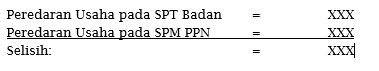 Peredaran Usaha pada SPT Badan = XXX
Peredaran Usaha pada SPM PPN = XXX
Selisih: = XXX